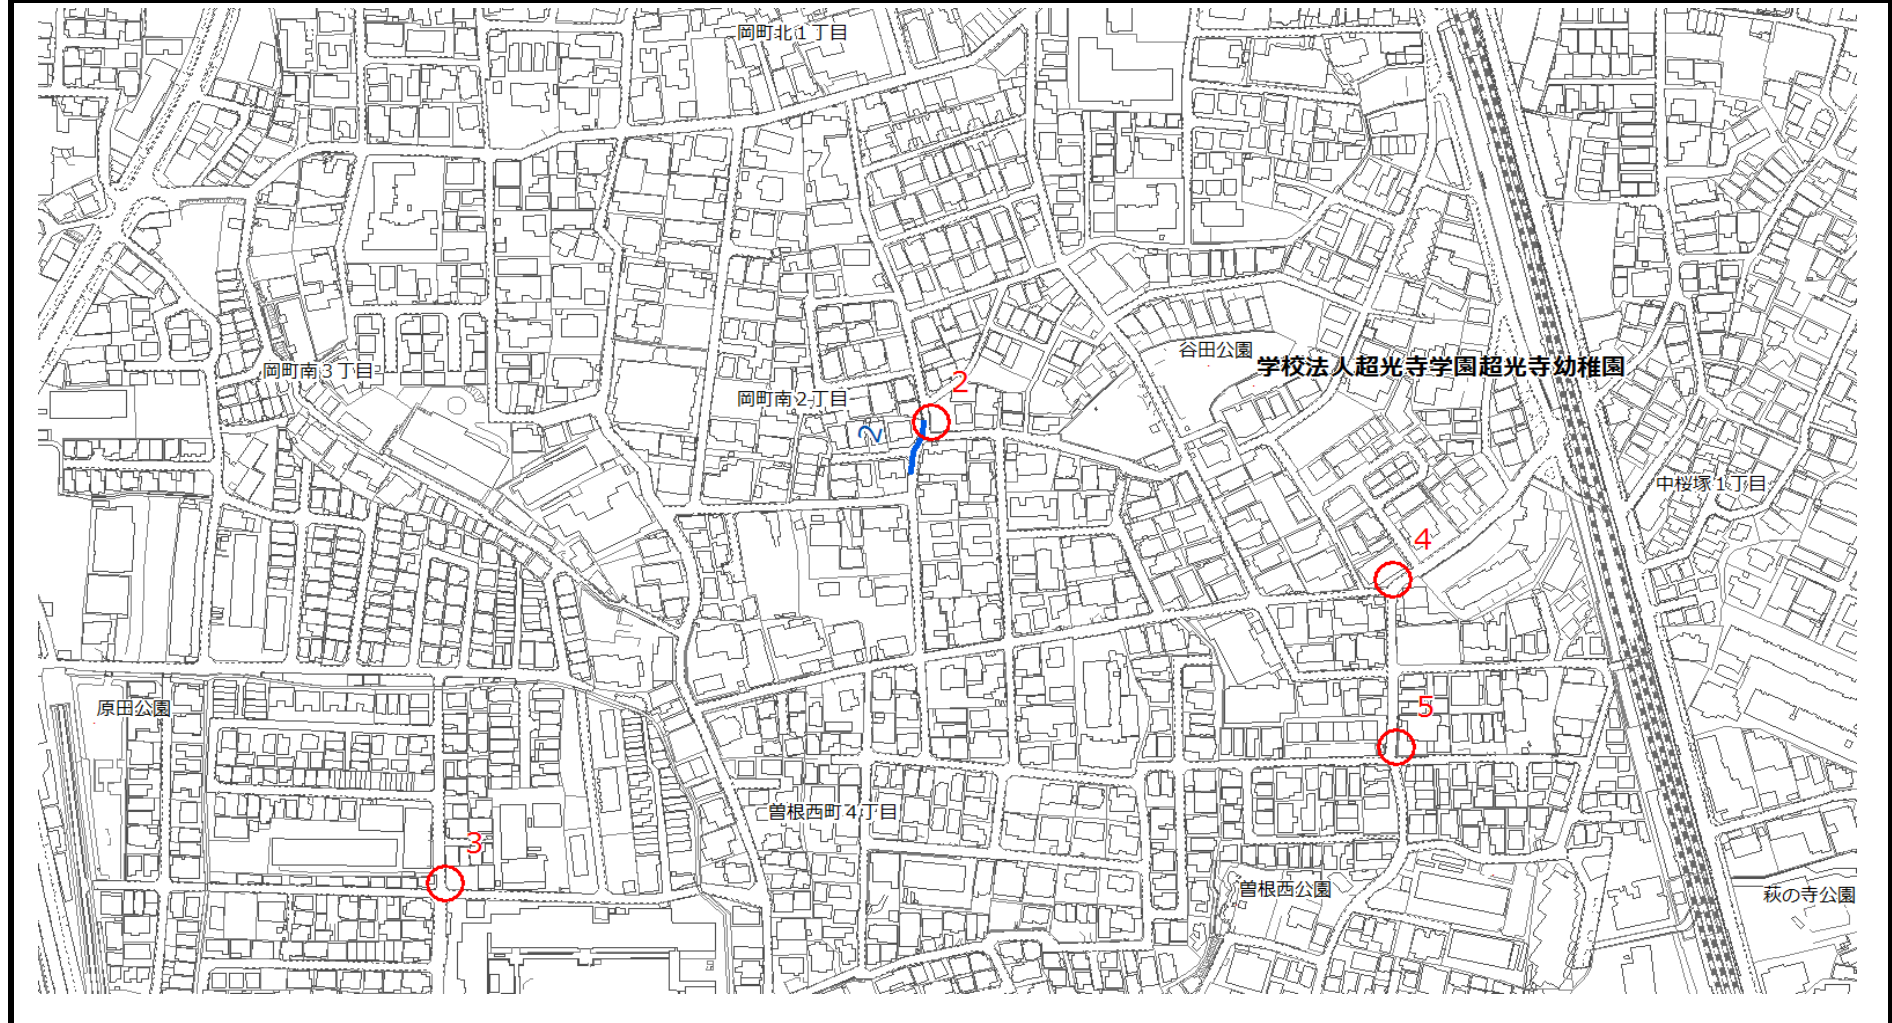 岡町北１丁目
谷田公園
学校法人超光寺学園超光寺幼稚園
岡町南３丁目
2
岡町南２丁目
2
中桜塚１丁目
4
原田公園
5
曽根西町４丁目
3
曽根西公園
萩の寺公園